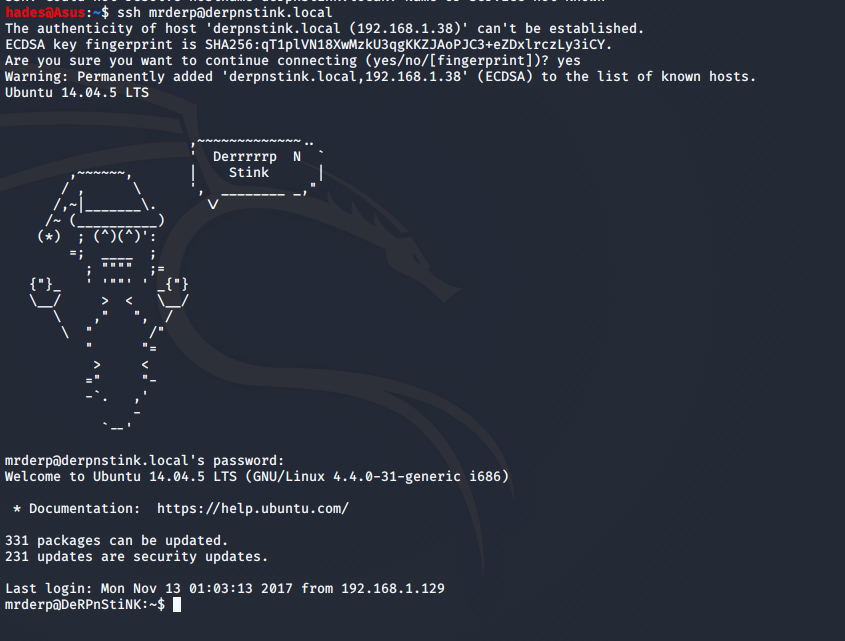 hades@Asus:~$ ssh mrderp@derpnstink.local
The authenticity of host 'derpnstink.local (192.168.1.38)' can't be established.
ECDSA key fingerprint is SHA256:qT1plVN18XwMzkU3qgKKZJAoPJC3+eZDxlrczLy3iCY.
Are you sure you want to continue connecting (yes/no/[fingerprint])? yes
Warning: Permanently added 'derpnstink.local,192.168.1.38' (ECDSA) to the list of known hosts.
Ubuntu 14.04.5 LTS
Derrrrrp N
Stink
mrderp@derpnstink.local's password:
Welcome to Ubuntu 14.04.5 LTS (GNU/Linux 4.4.0-31-generic i686)
* Documentation: https://help.ubuntu.com/
331 packages can be updated.
231 updates are security updates.
Last login: Mon Nov 13 01:03:13 2017 from 192.168.1.129
mrderp@DeRPnStiNK:~$